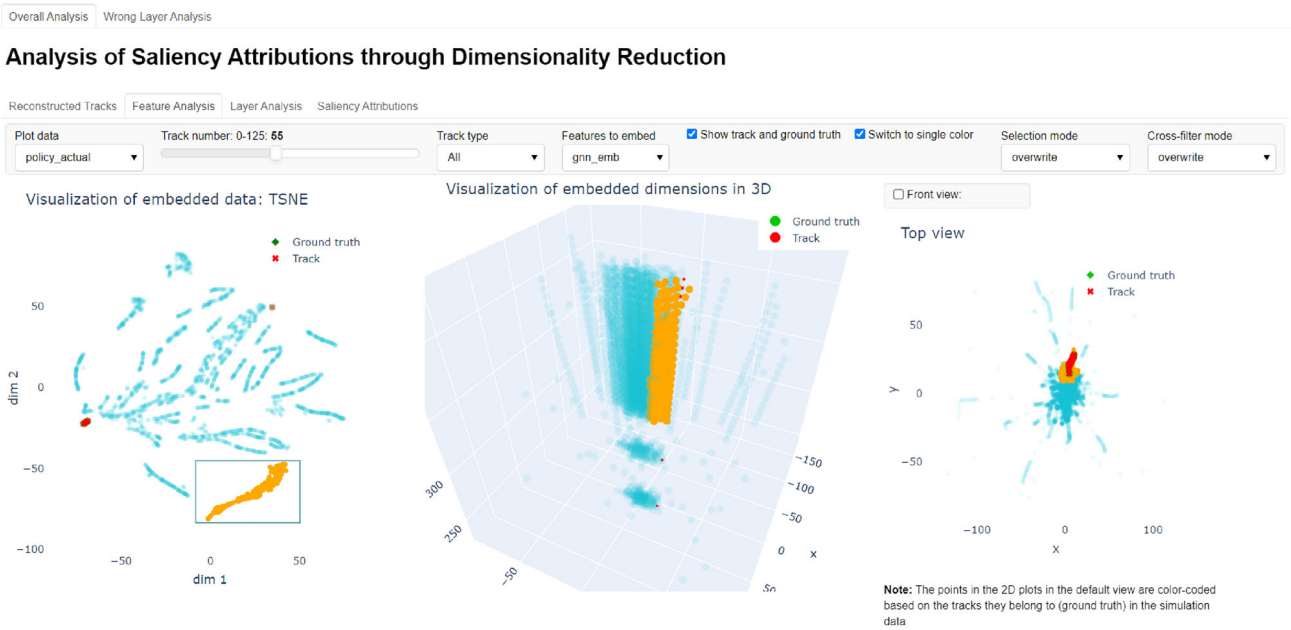 Overall Analysis Wrong Layer Analysis
Analysis of Saliency Attributions through Dimensionality Reduction
Reconstructed Tracks Feature Analysis Layer Analysis Saliency Attributions
Plot data
policy_actual
Track number: 0-125: 55
Track type
All
Features to embed
gnn_emb
Show track and ground truth
Switch to single color
Selection mode
overwrite
Cross-filter mode
overwrite
Visualization of embedded data: TSNE
Ground truth
Track
50
0
−50
−100
dim 2
−50
0
50
dim 1
Visualization of embedded dimensions in 3D
Ground truth
Track
300
250
−50
−150
−100
−50
0
50
x
Front view:
Top view
Ground truth
Track
50
0
−50
y
−100
0
100
x
Note: The points in the 2D plots in the default view are color-coded
based on the tracks they belong to (ground truth) in the simulation
data